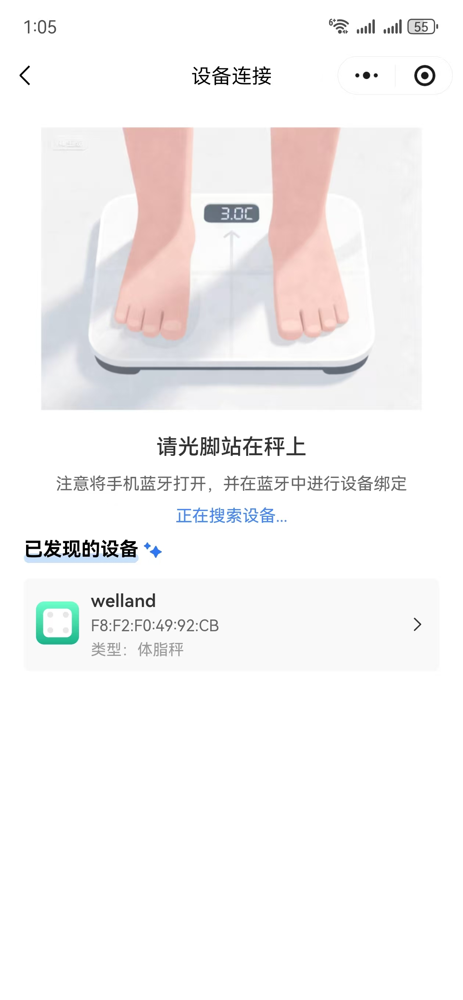 1:05
6+
55
设备连接
3.0C
请光脚站在秤上
注意将手机蓝牙打开，并在蓝牙中进行设备绑定
正在搜索设备...
已发现的设备
welland
F8:F2:F0:49:92:CB
类型：体脂秤